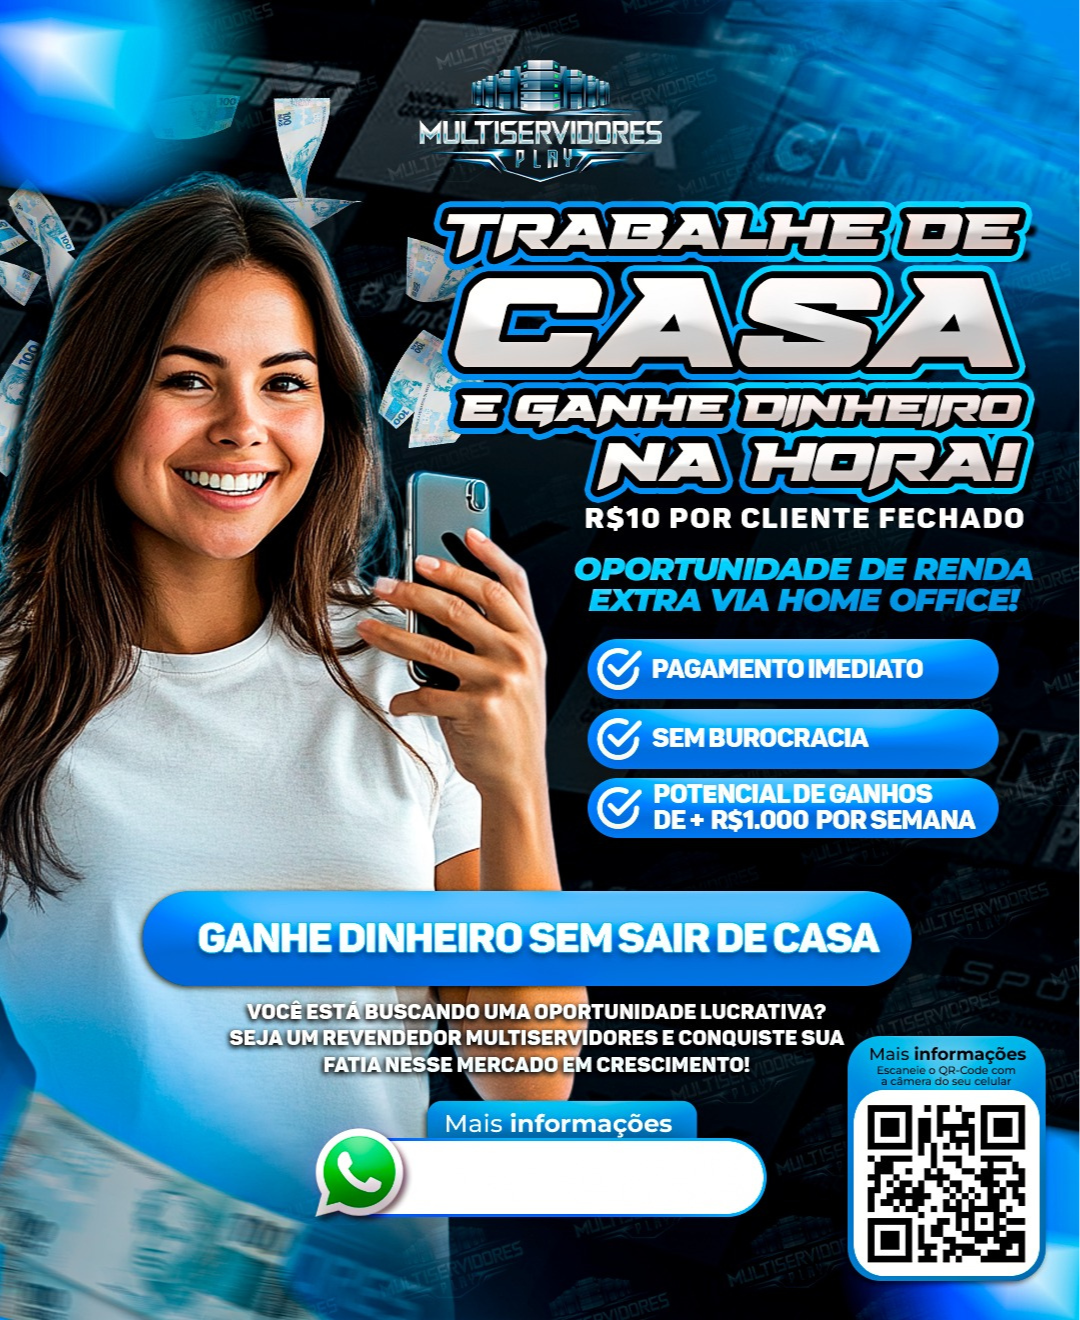 MULTISERVIDORES
PLAY
TRABALHE DE
CASA
E GANHE DINHEIRO
NA HORA!
R$10 POR CLIENTE FECHADO
OPORTUNIDADE DE RENDA
EXTRA VIA HOME OFFICE!
PAGAMENTO IMEDIATO
SEM BUROCRACIA
POTENCIAL DE GANHOS
DE + R$1.000 POR SEMANA
GANHE DINHEIRO SEM SAIR DE CASA
VOCÊ ESTÁ BUSCANDO UMA OPORTUNIDADE LUCRATIVA?
SEJA UM REVENDEDOR MULTISERVIDORES E CONQUISTE SUA
FATIA NESSE MERCADO EM CRESCIMENTO!
Mais informações
Mais informações
Escaneie o QR-Code com
a câmera do seu celular